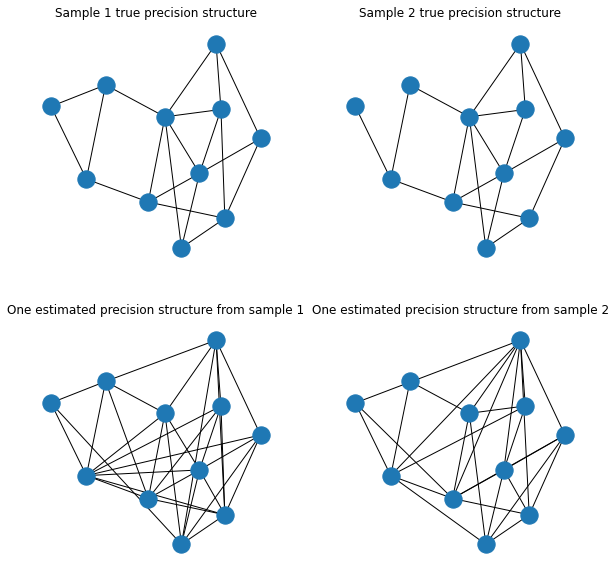 Sample 1 true precision structure
Sample 2 true precision structure
One estimated precision structure from sample 1
One estimated precision structure from sample 2